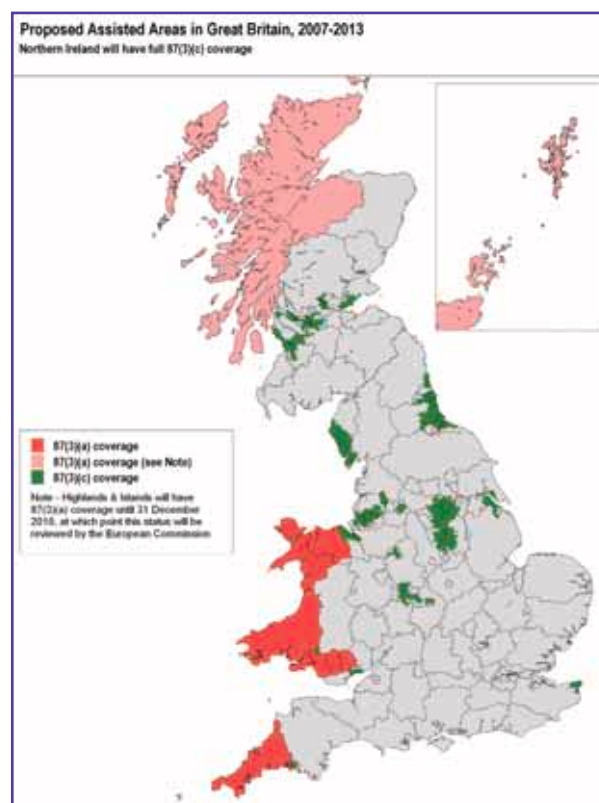 Proposed Assisted Areas in Great Britain, 2007-2013
Northern Ireland will have full 87(3)(c) coverage
87(3)(a) coverage
87(3)(a) coverage (see Note)
87(3)(c) coverage
Note - Highlands & Islands will have
87(3)(a) coverage until 31 December
2010, at which point this status will be
reviewed by the European Commission